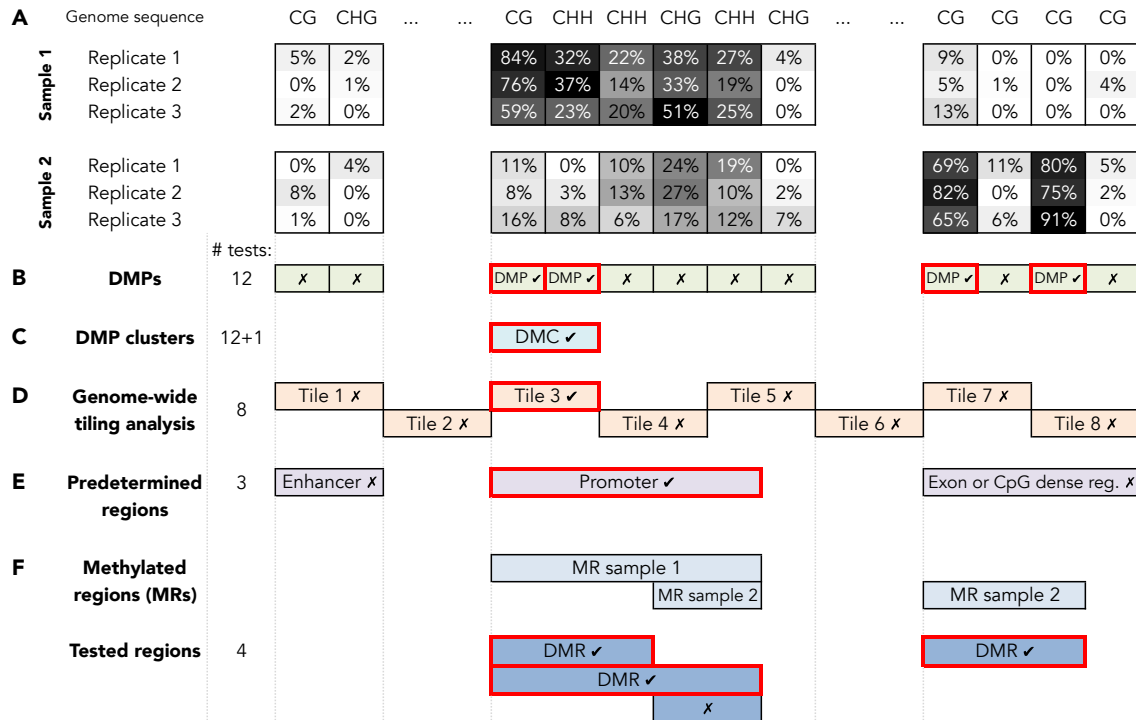 A Genome sequence CG CHG ... ... CG CHH CHH CHG CHH CHG ... ... CG CG CG CG
Sample 1
Replicate 1 5% 2% 84% 32% 22% 38% 27% 4% 9% 0% 0% 0%
Replicate 2 0% 1% 76% 37% 14% 33% 19% 0% 5% 1% 0% 4%
Replicate 3 2% 0% 59% 23% 20% 51% 25% 0% 13% 0% 0% 0%
Sample 2
Replicate 1 0% 4% 11% 0% 10% 24% 19% 0% 69% 11% 80% 5%
Replicate 2 8% 0% 8% 3% 13% 27% 10% 2% 82% 0% 75% 2%
Replicate 3 1% 0% 16% 8% 6% 17% 12% 7% 65% 6% 91% 0%
# tests:
B DMPs 12 ✗ ✗ DMP ✔ DMP ✔ ✗ ✗ ✗ ✗ DMP ✔ ✗ DMP ✔ ✗
C DMP clusters 12+1 DMC ✔
D Genome-wide
tiling analysis
8
Tile 1 ✗ Tile 3 ✔ Tile 5 ✗ Tile 7 ✗
Tile 2 ✗ Tile 4 ✗ Tile 6 ✗ Tile 8 ✗
E Predetermined
regions
3 Enhancer ✗ Promoter ✔ Exon or CpG dense reg. ✗
F Methylated
regions (MRs)
MR sample 1
MR sample 2 MR sample 2
Tested regions 4 DMR ✔ DMR ✔
DMR ✔
✗